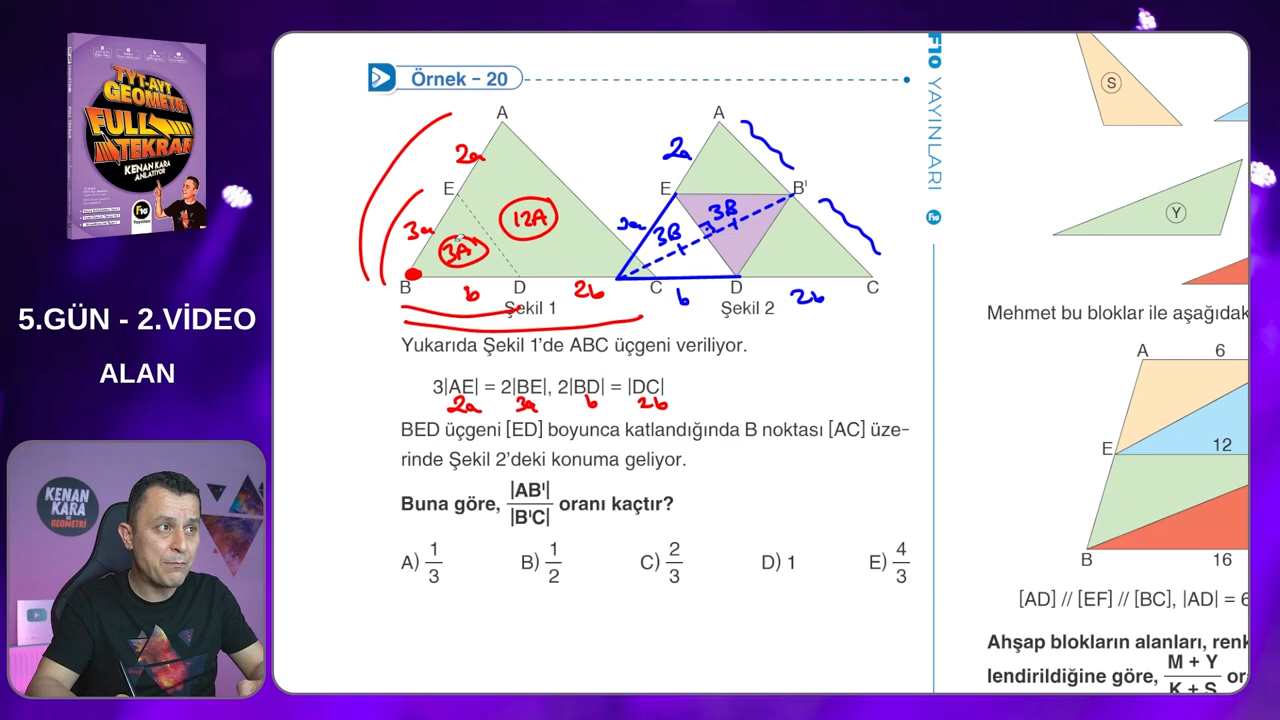 TYT-AYT
GEOMETRİ
FULL
TEKRAR
KENAN KARA
ANLATIYOR
F10
Yayınları
5.GÜN - 2.VİDEO
ALAN
KENAN
KARA
GEOMETRİ
Örnek – 20
A
2a
E
3a
3A
12A
B
D
C
b
2b
Şekil 1
A
2a
E
B'
3a
3B
3B
D
C
b
2b
Şekil 2
Yukarıda Şekil 1'de ABC üçgeni veriliyor.
3|AE| = 2|BE|, 2|BD| = |DC|
2a 3a b 2b
BED üçgeni [ED] boyunca katlandığında B noktası [AC] üze-
rinde Şekil 2'deki konuma geliyor.
Buna göre, |AB'| / |B'C| oranı kaçtır?
A) 1/3 B) 1/2 C) 2/3 D) 1 E) 4/3
F10 YAYINLARI
F10
S
Y
Mehmet bu bloklar ile aşağıdak
A 6
E 12
B 16
[AD] // [EF] // [BC], |AD| = 6
Ahşap blokların alanları, renk
lendirildiğine göre, M + Y / K + S or